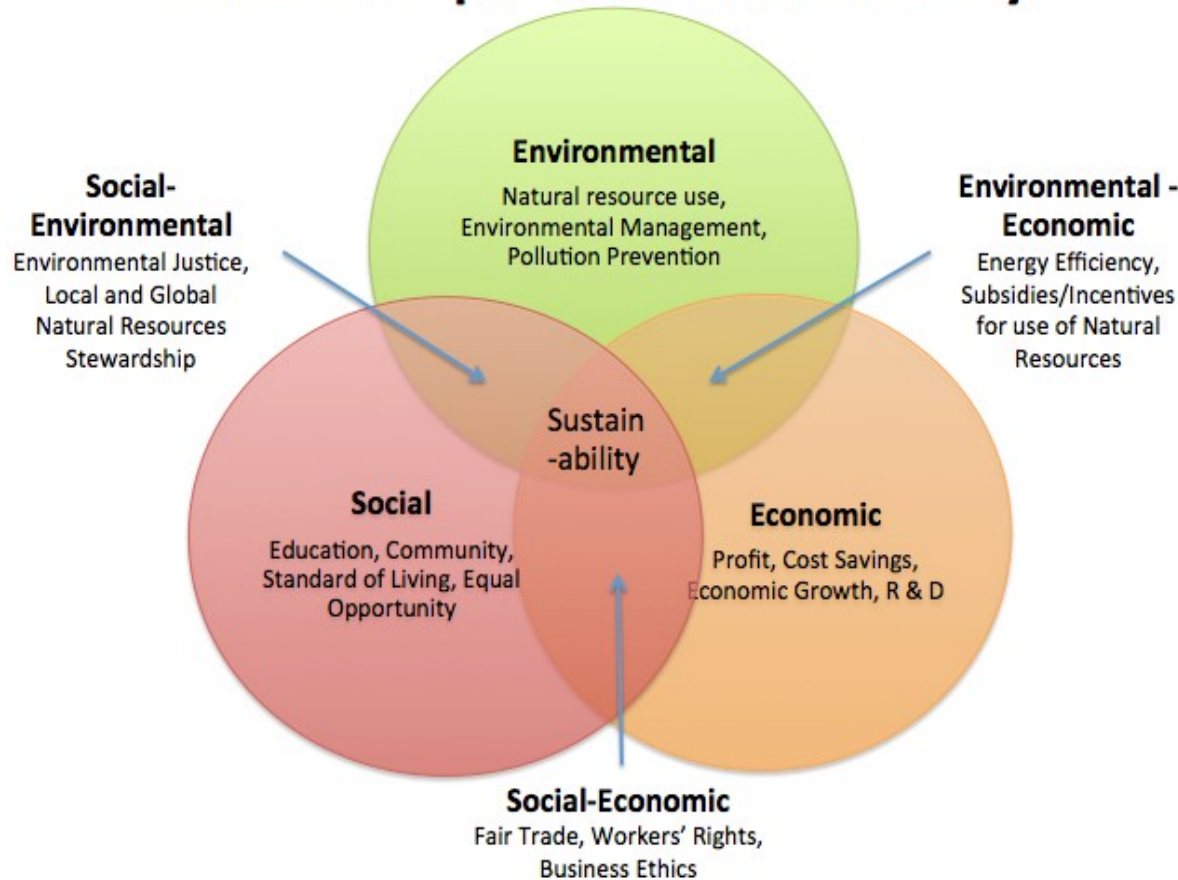 Environmental
Natural resource use,
Environmental Management,
Pollution Prevention
Social-
Environmental
Environmental Justice,
Local and Global
Natural Resources
Stewardship
Environmental -
Economic
Energy Efficiency,
Subsidies/Incentives
for use of Natural
Resources
Sustain
-ability
Social
Education, Community,
Standard of Living, Equal
Opportunity
Economic
Profit, Cost Savings,
Economic Growth, R & D
Social-Economic
Fair Trade, Workers’ Rights,
Business Ethics